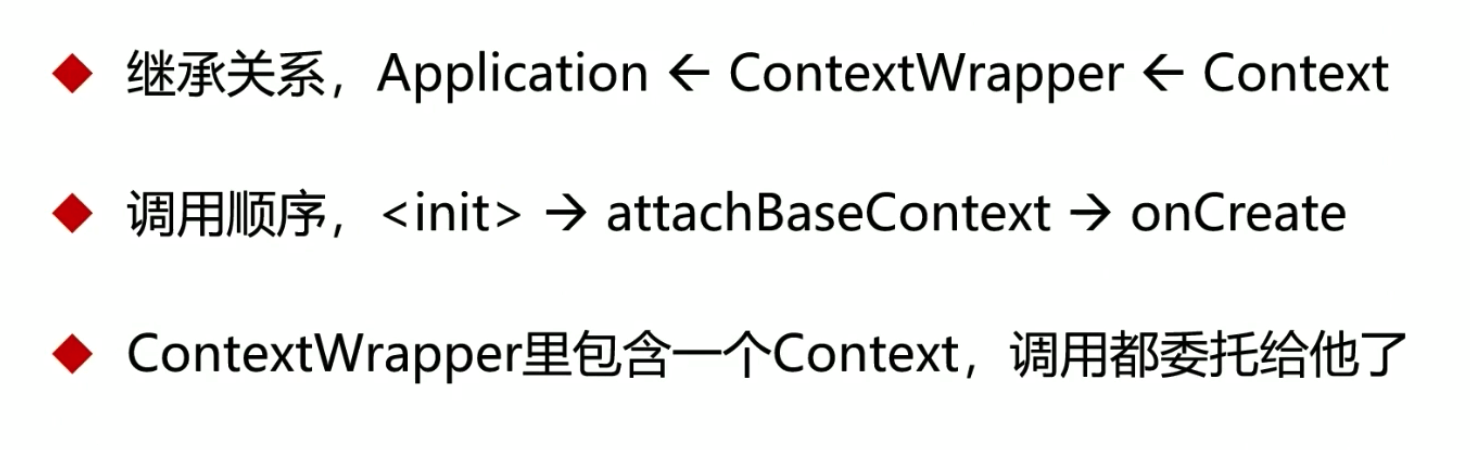 继承关系，Application ← ContextWrapper ← Context
调用顺序，<init> → attachBaseContext → onCreate
ContextWrapper里包含一个Context，调用都委托给他了